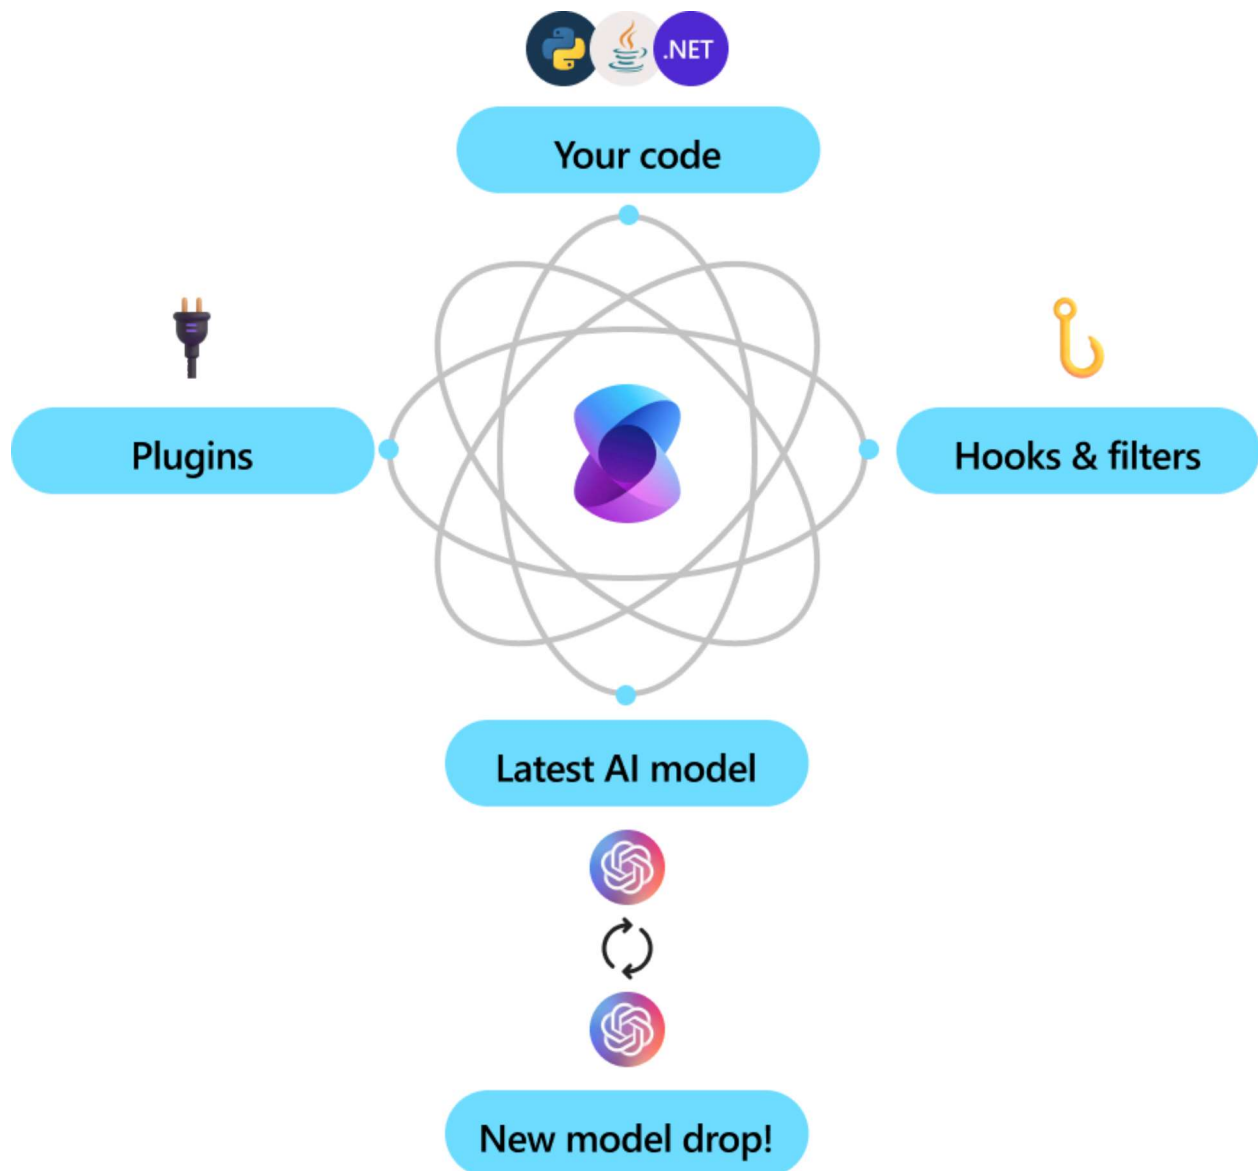 .NET
Your code
Plugins
Hooks & filters
Latest AI model
New model drop!